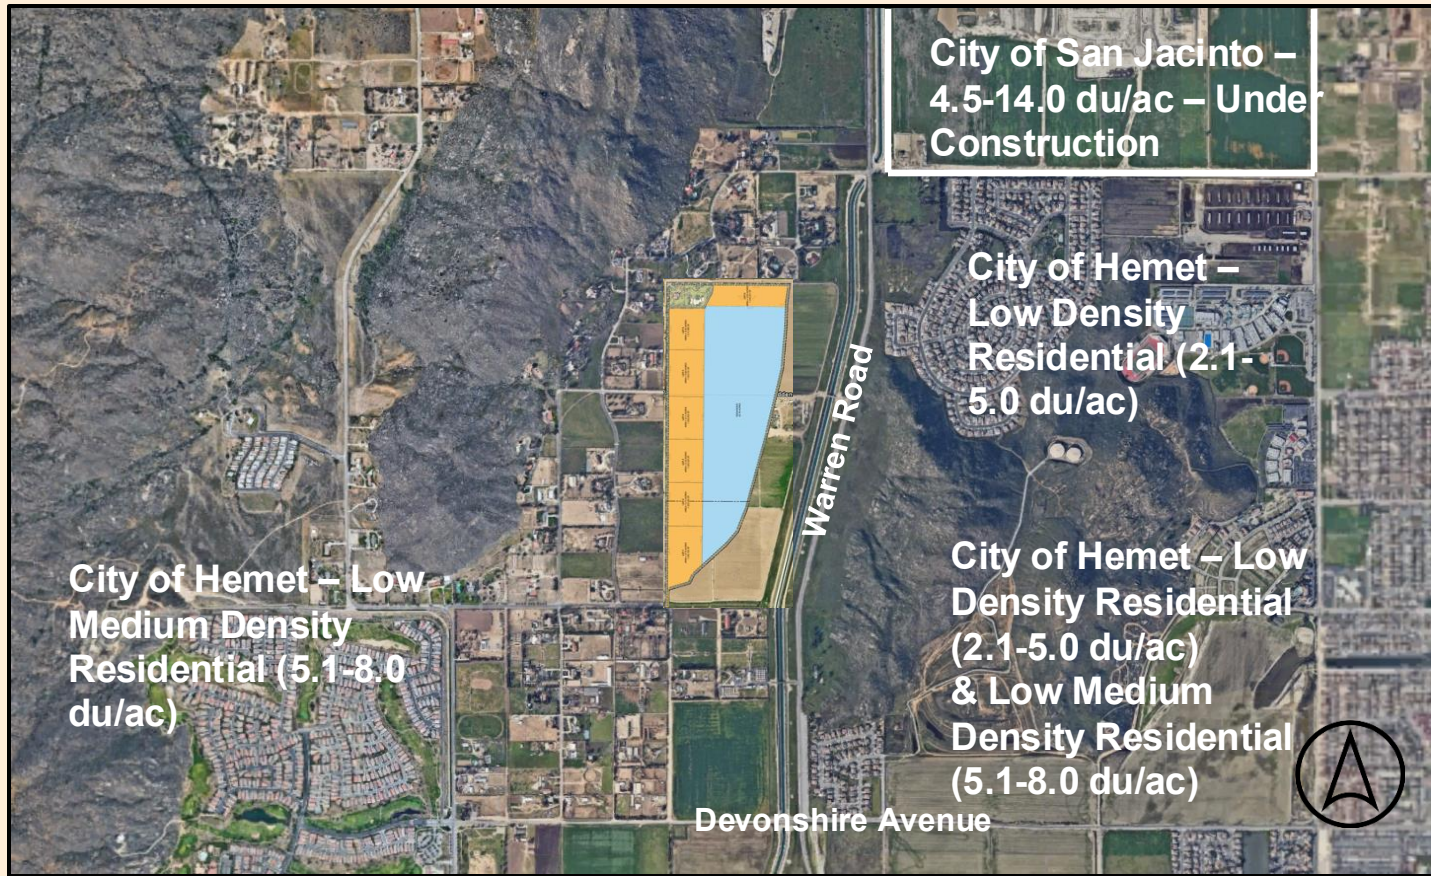 City of San Jacinto –
4.5-14.0 du/ac – Under
Construction
City of Hemet –
Low Density
Residential (2.1-
5.0 du/ac)
Warren Road
City of Hemet – Low
Medium Density
Residential (5.1-8.0
du/ac)
City of Hemet – Low
Density Residential
(2.1-5.0 du/ac)
& Low Medium
Density Residential
(5.1-8.0 du/ac)
Devonshire Avenue